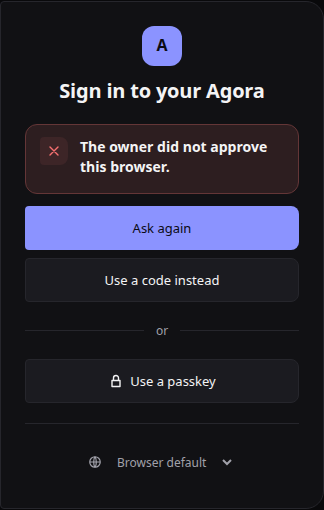 A
Sign in to your Agora
The owner did not approve
this browser.
Ask again
Use a code instead
or
Use a passkey
Browser default